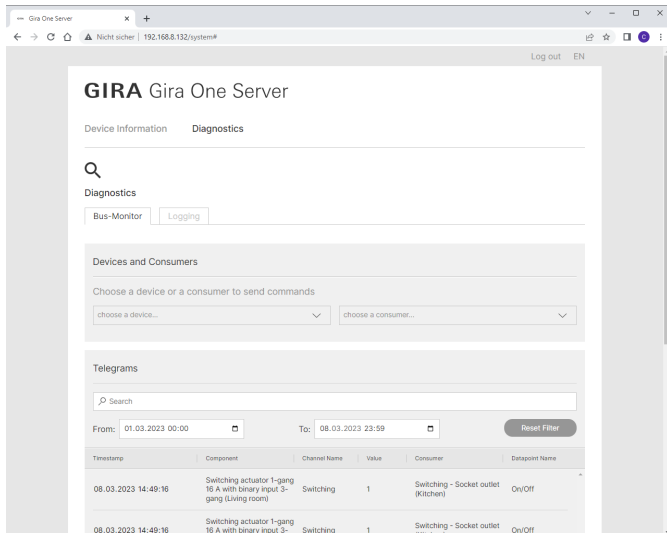 Gira One Server
Nicht sicher | 192.168.8.132/system#
C
Log out EN
GIRA Gira One Server
Device Information Diagnostics
Diagnostics
Bus-Monitor Logging
Devices and Consumers
Choose a device or a consumer to send commands
choose a device... choose a consumer...
Telegrams
Search
From: 01.03.2023 00:00 To: 08.03.2023 23:59 Reset Filter
Timestamp Component Channel Name Value Consumer Datapoint Name
08.03.2023 14:49:16 Switching actuator 1-gang
16 A with binary input 3-
gang (Living room) Switching 1 Switching - Socket outlet
(Kitchen) On/Off
08.03.2023 14:49:16 Switching actuator 1-gang
16 A with binary input 3- Switching 1 Switching - Socket outlet
On/Off